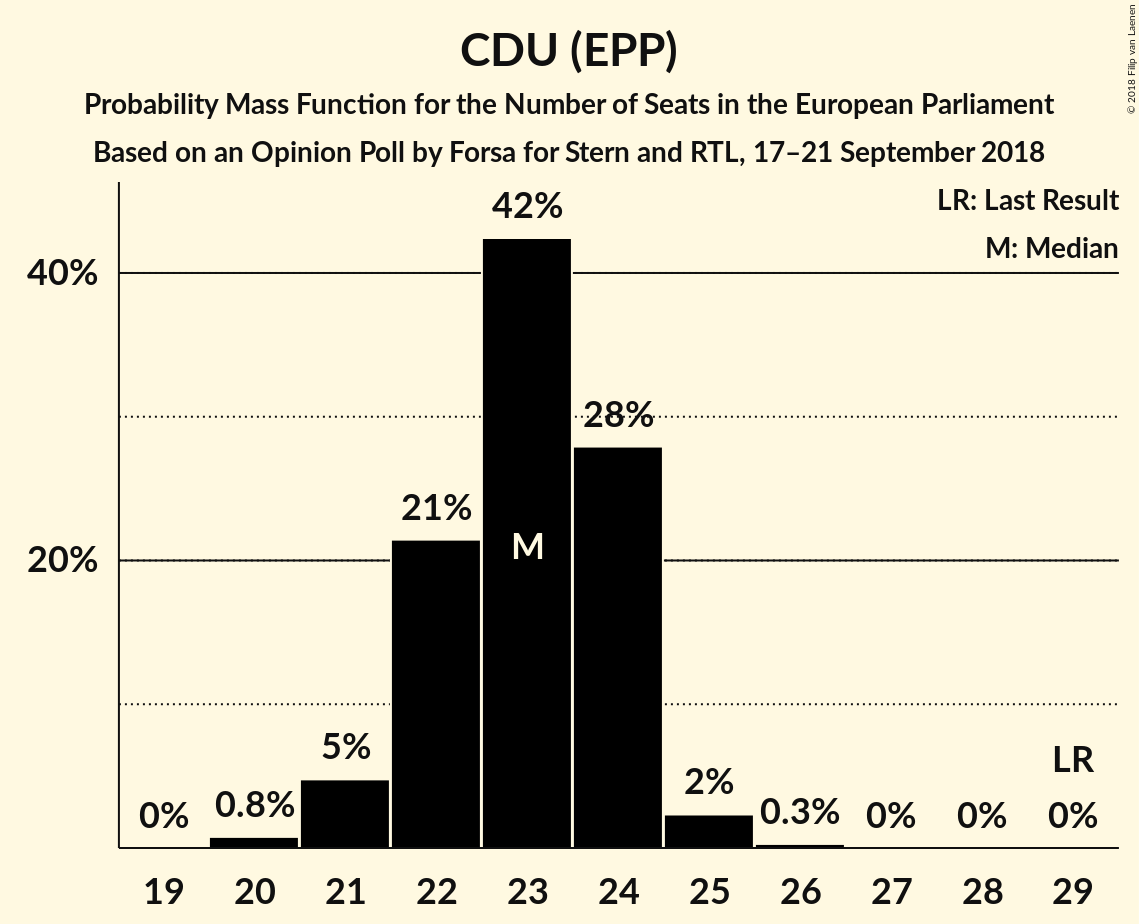 CDU (EPP)
Probability Mass Function for the Number of Seats in the European Parliament
Based on an Opinion Poll by Forsa for Stern and RTL, 17–21 September 2018
© 2018 Filip van Laenen
LR: Last Result
M: Median
40%
20%
0%
0.8%
5%
21%
42%
M
28%
2%
0.3%
0%
0%
LR
0%
19 20 21 22 23 24 25 26 27 28 29